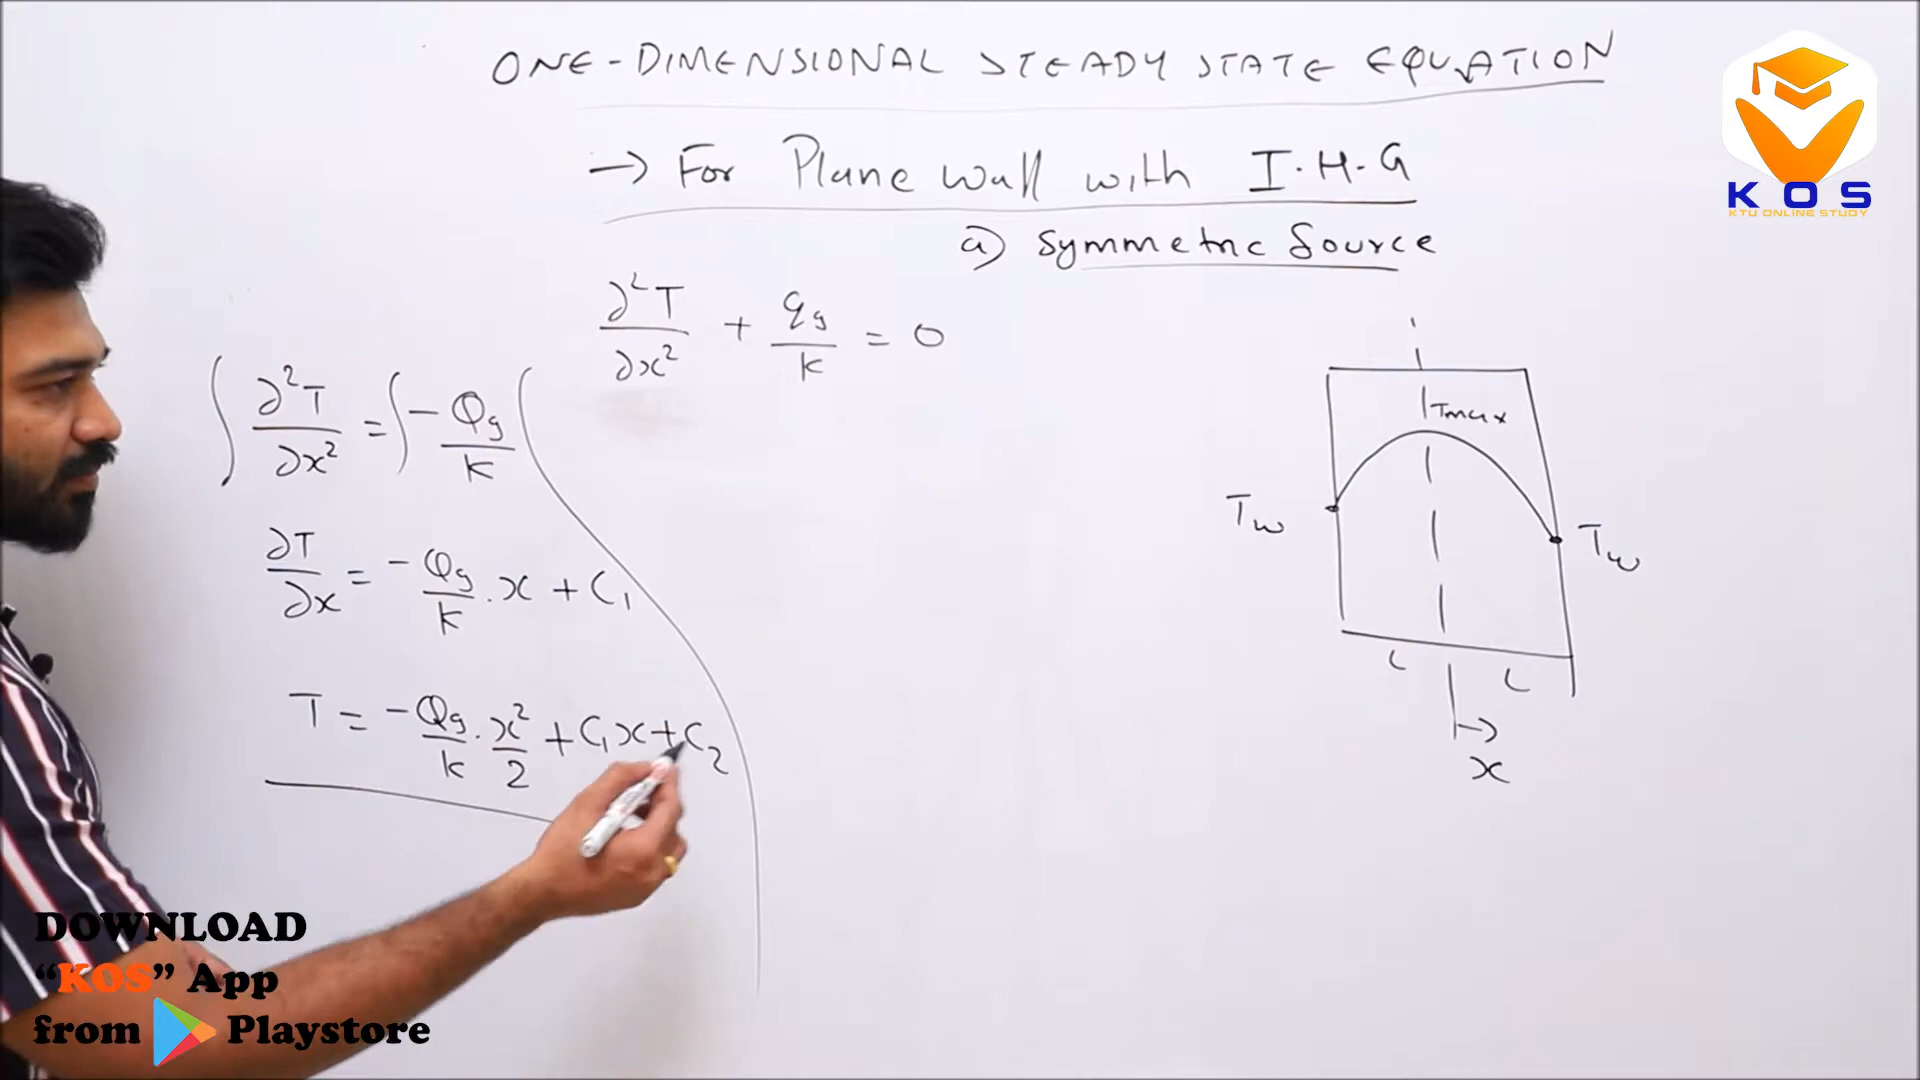 ONE-DIMENSIONAL STEADY STATE EQUATION
→ For Plane Wall with I.H.G
a) Symmetric Source
∂²T/∂x² + qg/k = 0
∫ ∂²T/∂x² = ∫ -Qg/k
∂T/∂x = -Qg/k . x + C1
T = -Qg/k . x²/2 + C1x + C2
Tmax
Tw
Tw
L
L
x
KOS
KTU ONLINE STUDY
DOWNLOAD
“KOS” App
from Playstore